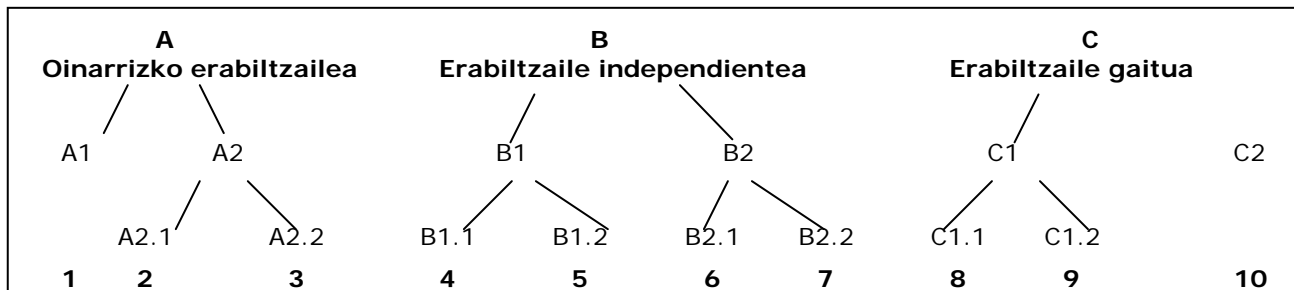 A B C
Oinarrizko erabiltzailea Erabiltzaile independientea Erabiltzaile gaitua
A1 A2 B1 B2 C1 C2
A2.1 A2.2 B1.1 B1.2 B2.1 B2.2 C1.1 C1.2
1 2 3 4 5 6 7 8 9 10